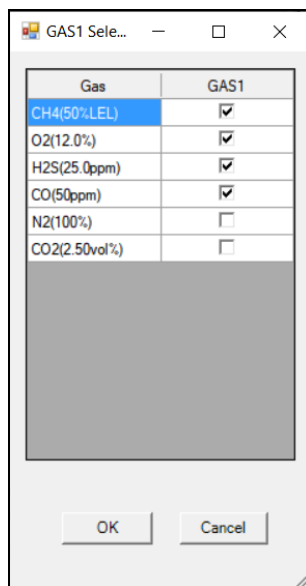 GAS1 Sele...
Gas GAS1
CH4(50%LEL)
O2(12.0%)
H2S(25.0ppm)
CO(50ppm)
N2(100%)
CO2(2.50vol%)
OK Cancel